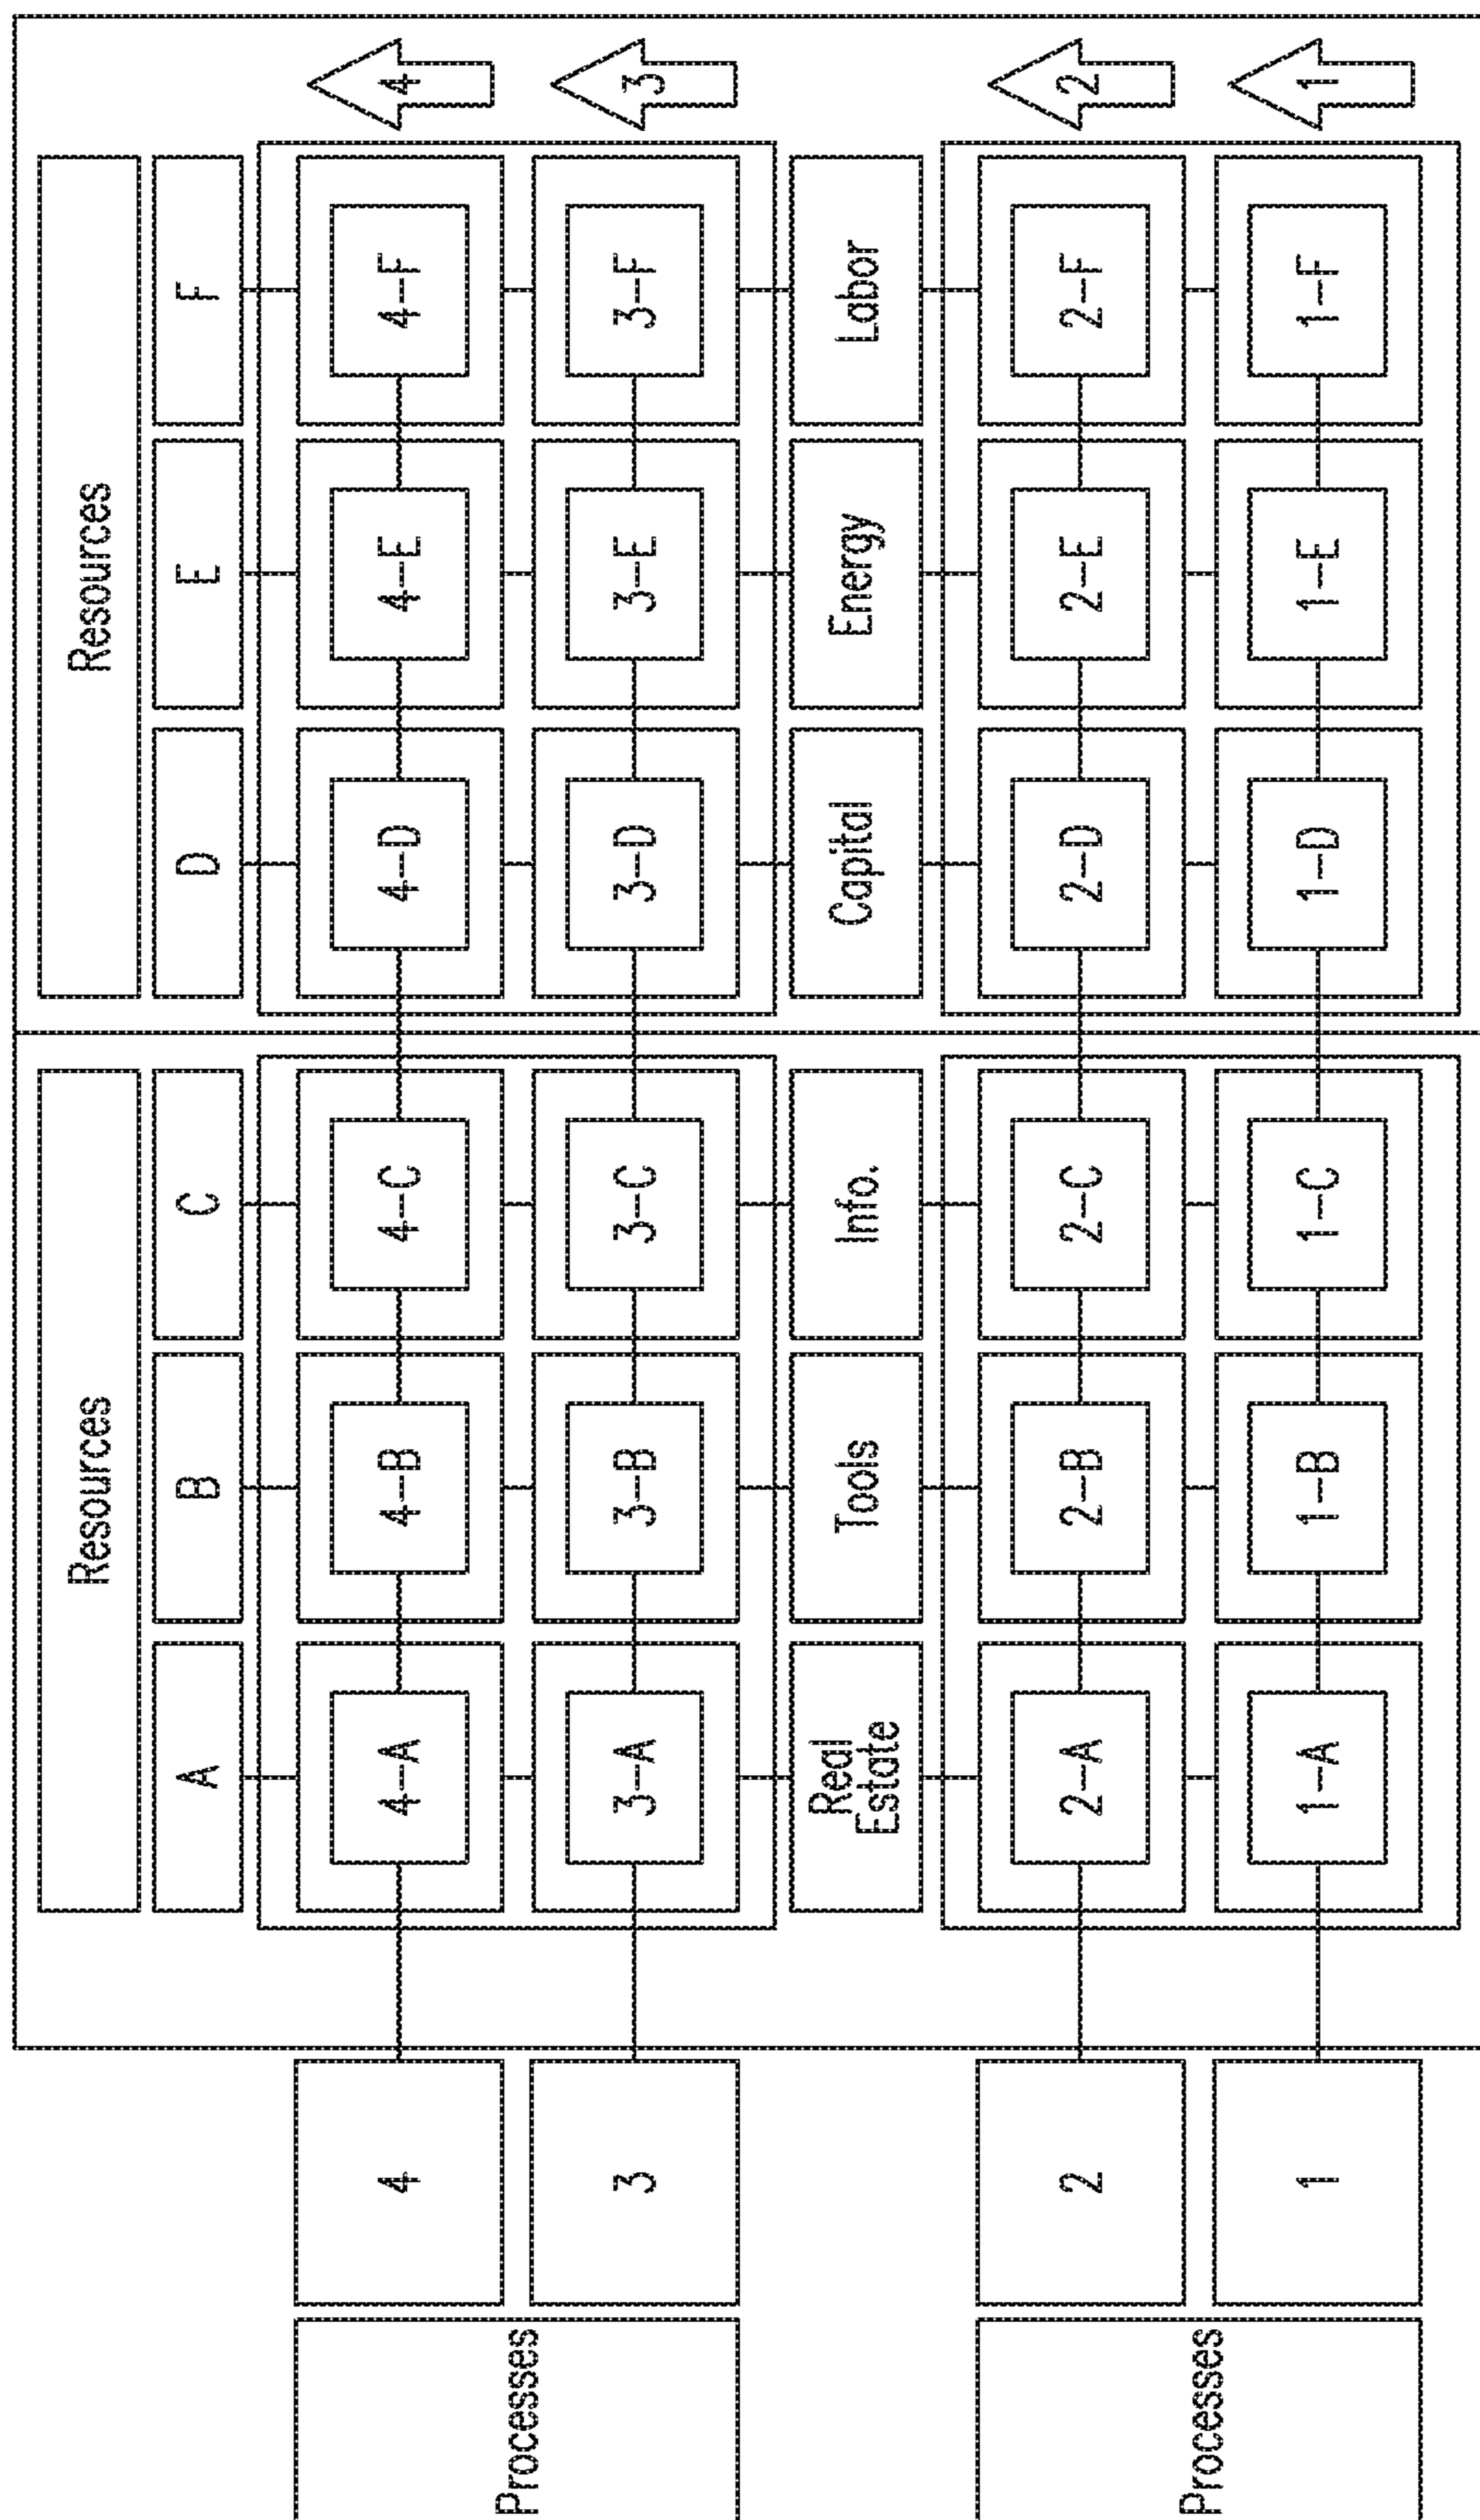 Resources Resources
A B C D E F
4 4-A 4-B 4-C 4-D 4-E 4-F 4
Processes
3 3-A 3-B 3-C 3-D 3-E 3-F 3
Real
Estate
Tools Info. Capital Energy Labor
2 2-A 2-B 2-C 2-D 2-E 2-F 2
Processes
1 1-A 1-B 1-C 1-D 1-E 1-F 1